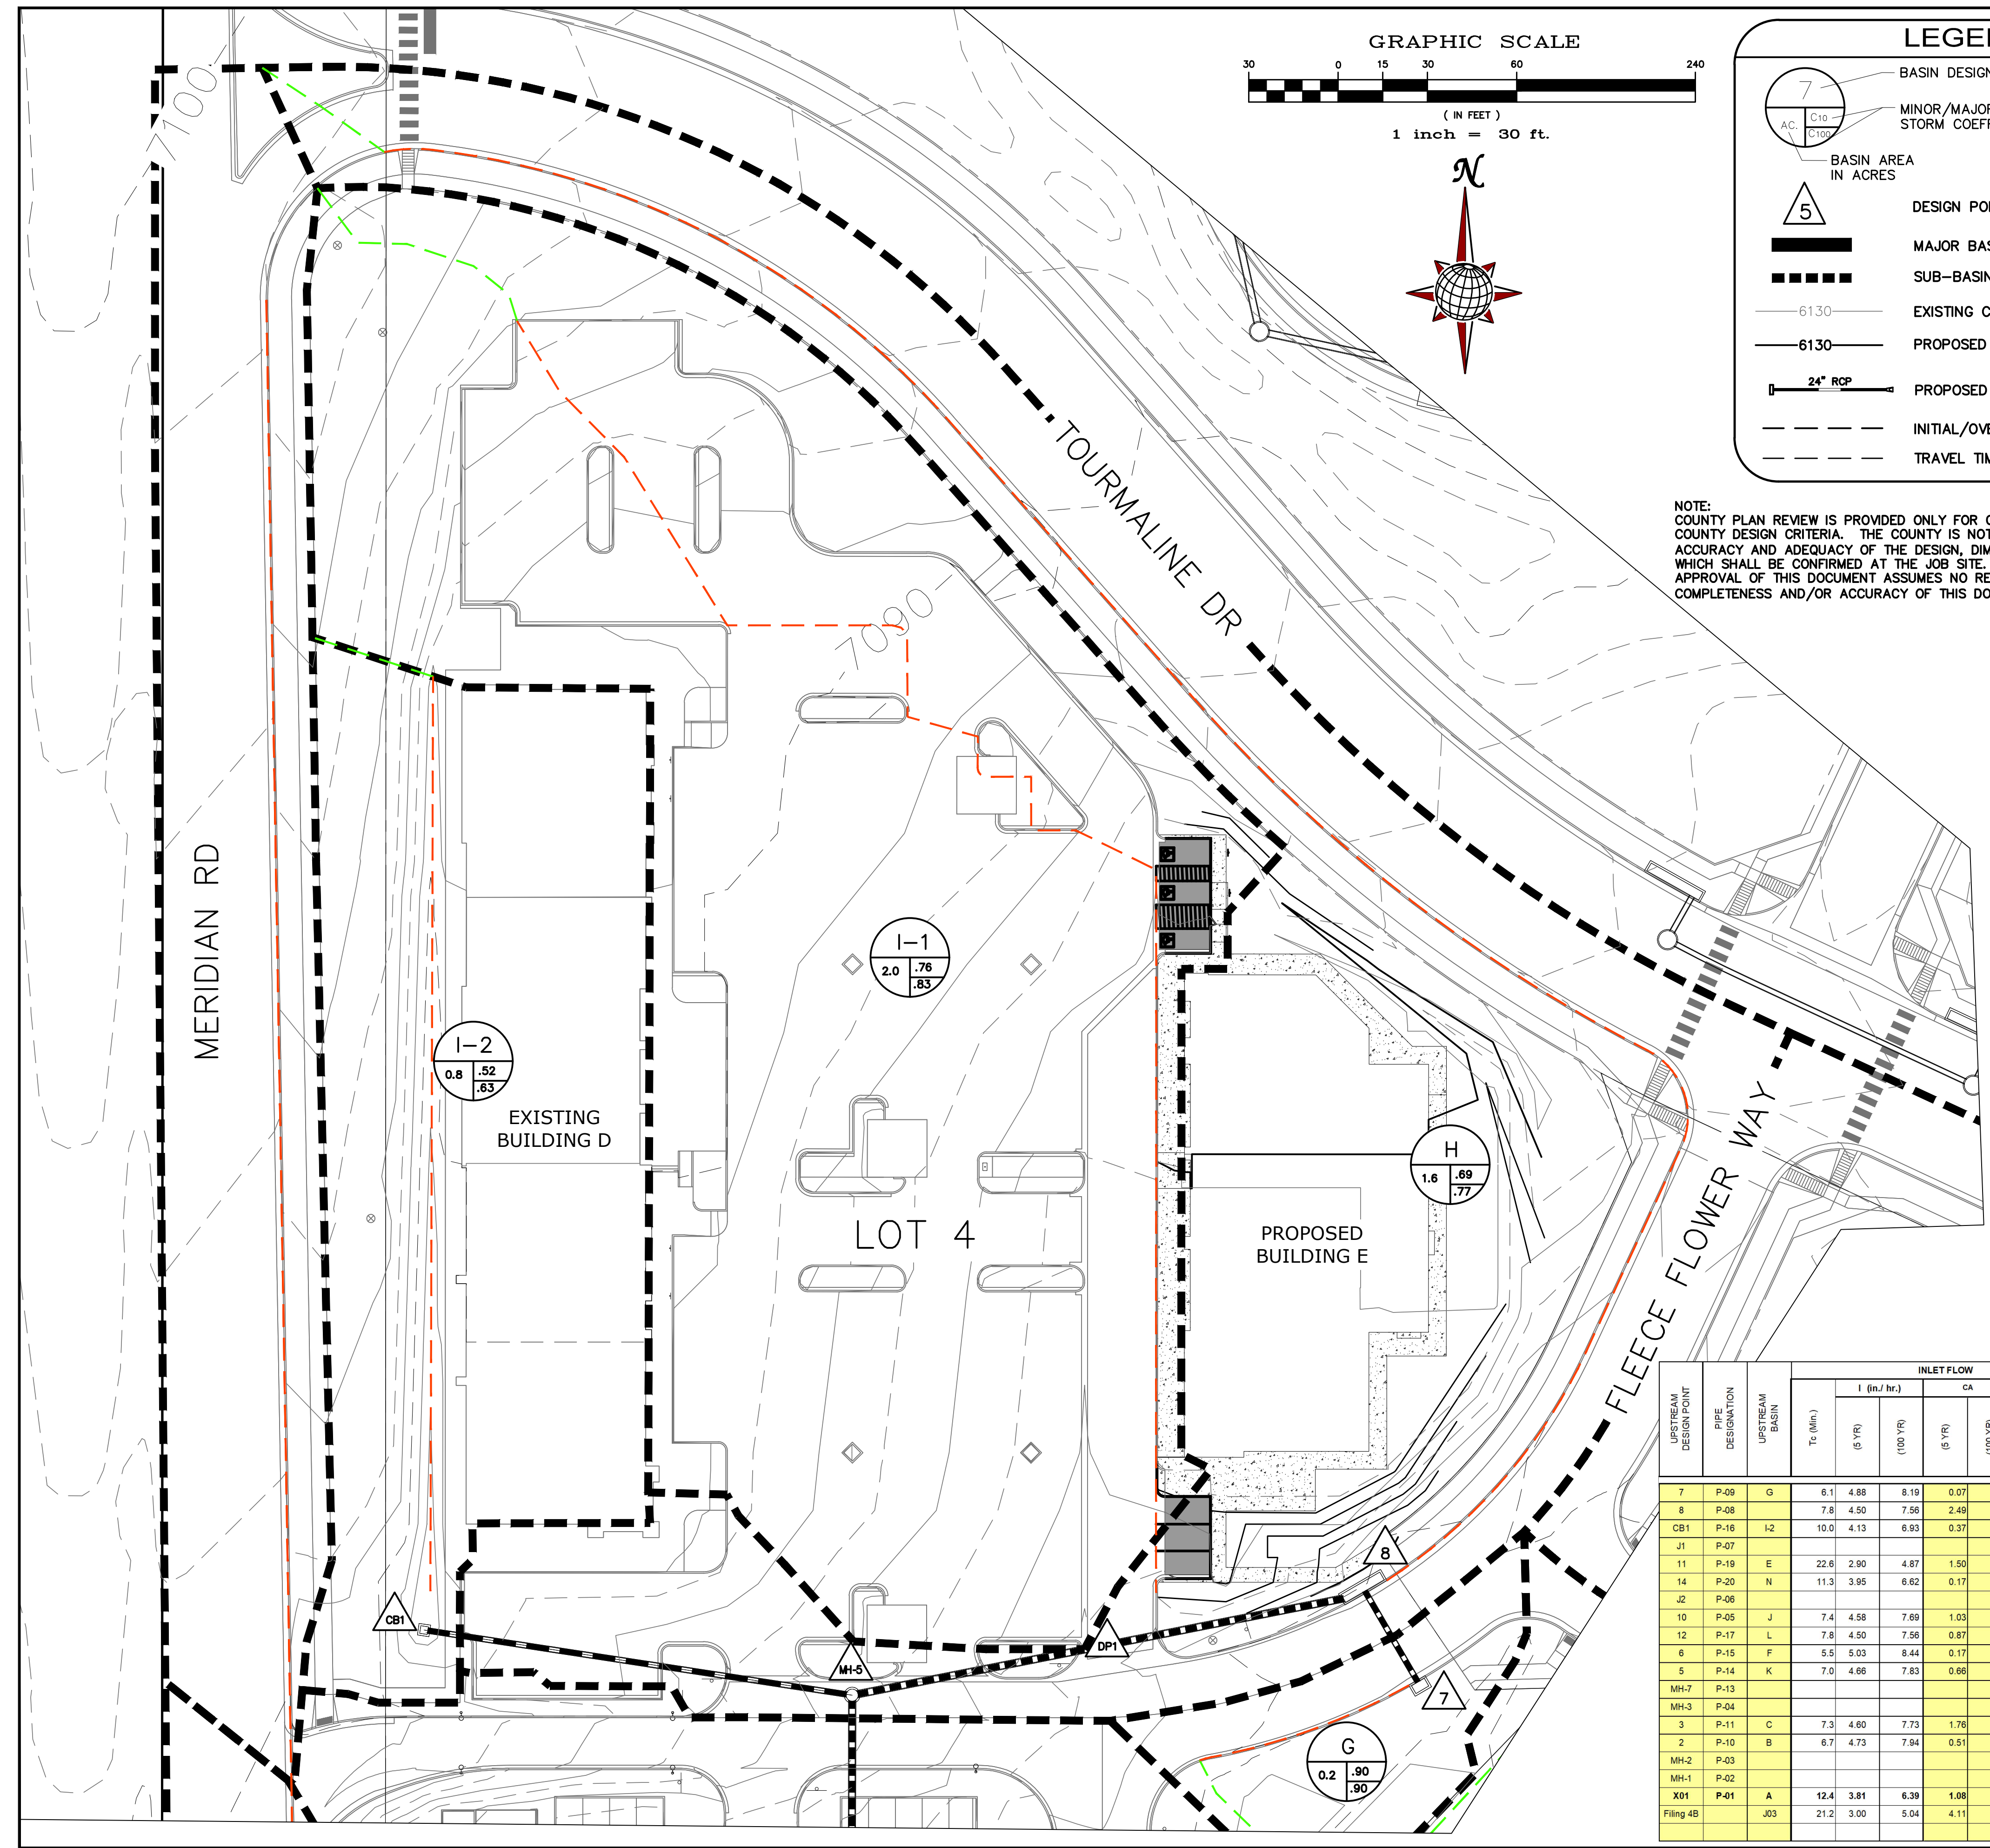 GRAPHIC SCALE
30 0 15 30 60 240
( IN FEET )
1 inch = 30 ft.
N
LEGE
7
AC.
C10
C100
BASIN DESIGN
MINOR/MAJOR
STORM COEFF
BASIN AREA
IN ACRES
5
DESIGN PO
MAJOR BAS
SUB-BASIN
6130
EXISTING C
6130
PROPOSED
24" RCP
PROPOSED
INITIAL/OVE
TRAVEL TIM
NOTE:
COUNTY PLAN REVIEW IS PROVIDED ONLY FOR
COUNTY DESIGN CRITERIA. THE COUNTY IS NOT
ACCURACY AND ADEQUACY OF THE DESIGN, DIM
WHICH SHALL BE CONFIRMED AT THE JOB SITE.
APPROVAL OF THIS DOCUMENT ASSUMES NO RE
COMPLETENESS AND/OR ACCURACY OF THIS DO
7100
TOURMALINE DR
7090
MERIDIAN RD
I-1
2.0 .76
.83
I-2
0.8 .52
.63
EXISTING
BUILDING D
H
1.6 .69
.77
LOT 4
PROPOSED
BUILDING E
FLEECE FLOWER WAY
8
CB1
DP1
MH-5
7
G
0.2 .90
.90
INLET FLOW
I (in./ hr.) CA
UPSTREAM DESIGN POINT
PIPE DESIGNATION
UPSTREAM BASIN
Tc (Min.)
(5 YR)
(100 YR)
(5 YR)
(100 YR)
7 P-09 G 6.1 4.88 8.19 0.07
8 P-08 7.8 4.50 7.56 2.49
CB1 P-16 I-2 10.0 4.13 6.93 0.37
J1 P-07
11 P-19 E 22.6 2.90 4.87 1.50
14 P-20 N 11.3 3.95 6.62 0.17
J2 P-06
10 P-05 J 7.4 4.58 7.69 1.03
12 P-17 L 7.8 4.50 7.56 0.87
6 P-15 F 5.5 5.03 8.44 0.17
5 P-14 K 7.0 4.66 7.83 0.66
MH-7 P-13
MH-3 P-04
3 P-11 C 7.3 4.60 7.73 1.76
2 P-10 B 6.7 4.73 7.94 0.51
MH-2 P-03
MH-1 P-02
X01 P-01 A 12.4 3.81 6.39 1.08
Filing 4B J03 21.2 3.00 5.04 4.11